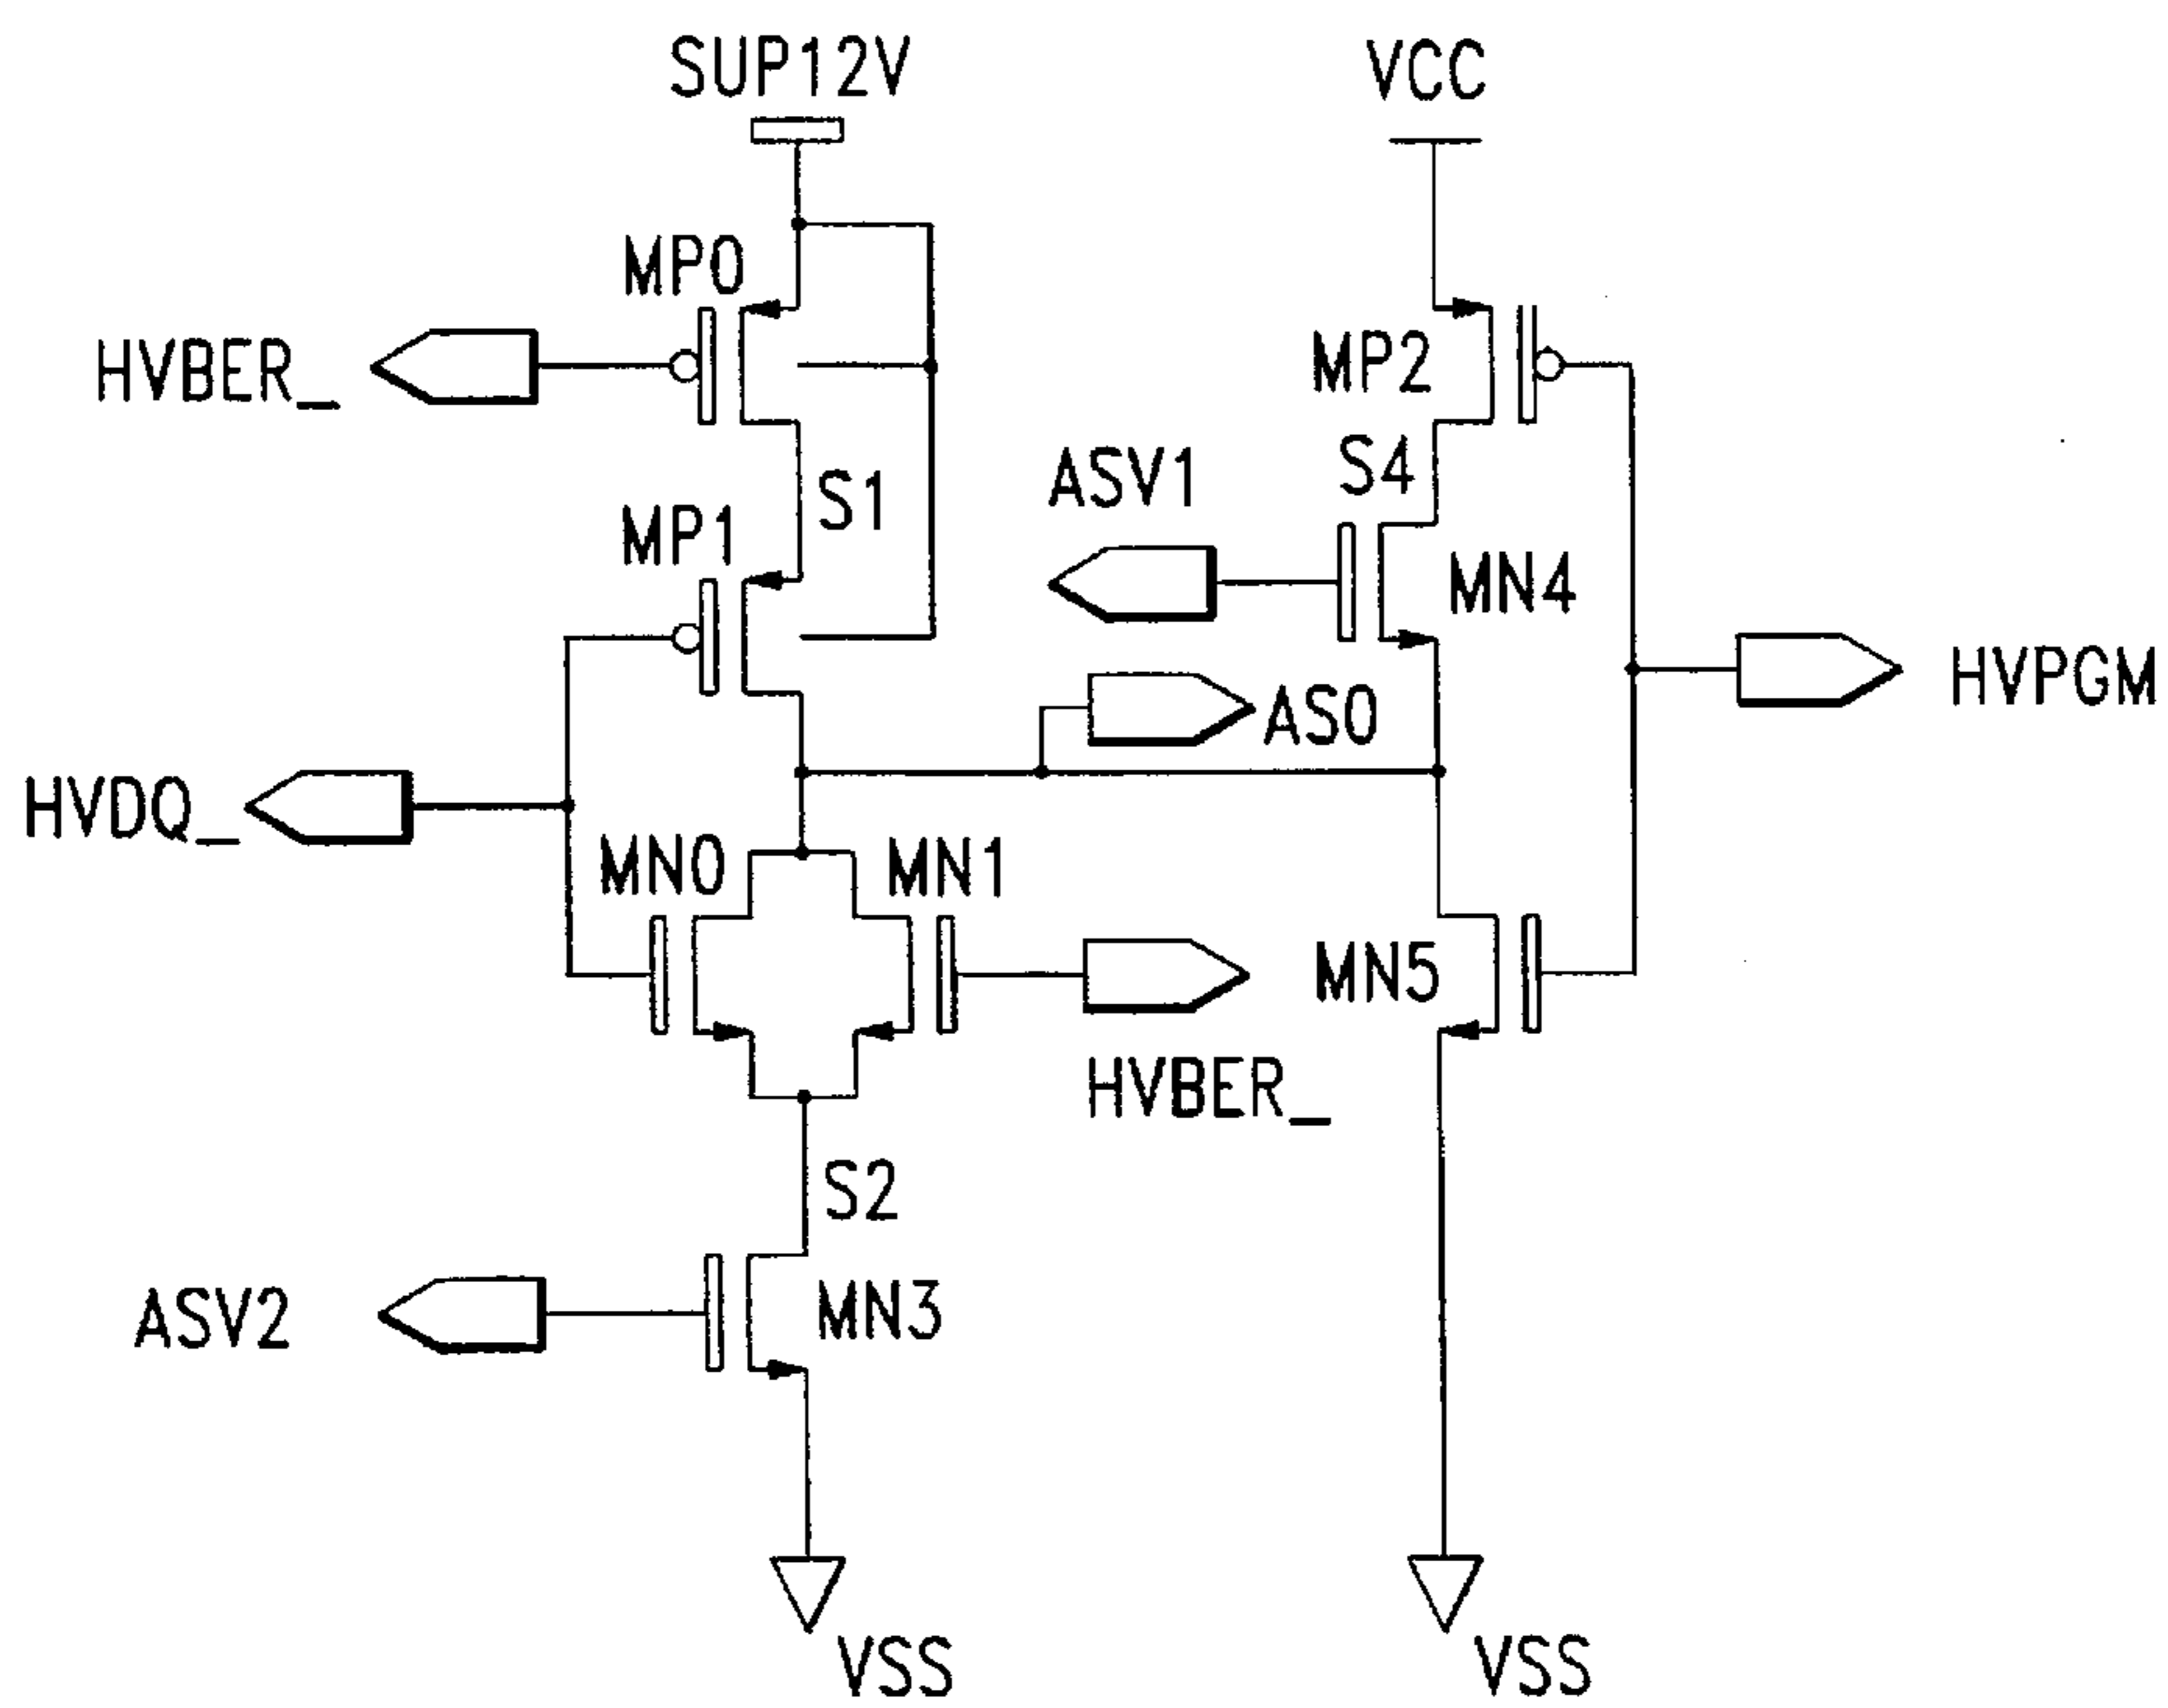 SUP12V
VCC
MP0
HVBER_
MP2
ASV1
S4
S1
MP1
MN4
HVPGM
AS0
HVDQ_
MN0
MN1
MN5
HVBER_
S2
ASV2
MN3
VSS
VSS